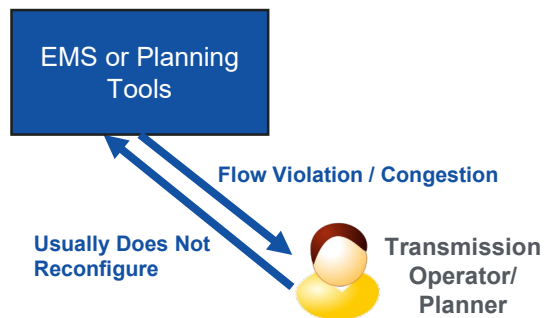 EMS or Planning
Tools
Flow Violation / Congestion
Usually Does Not
Reconfigure
Transmission
Operator/
Planner